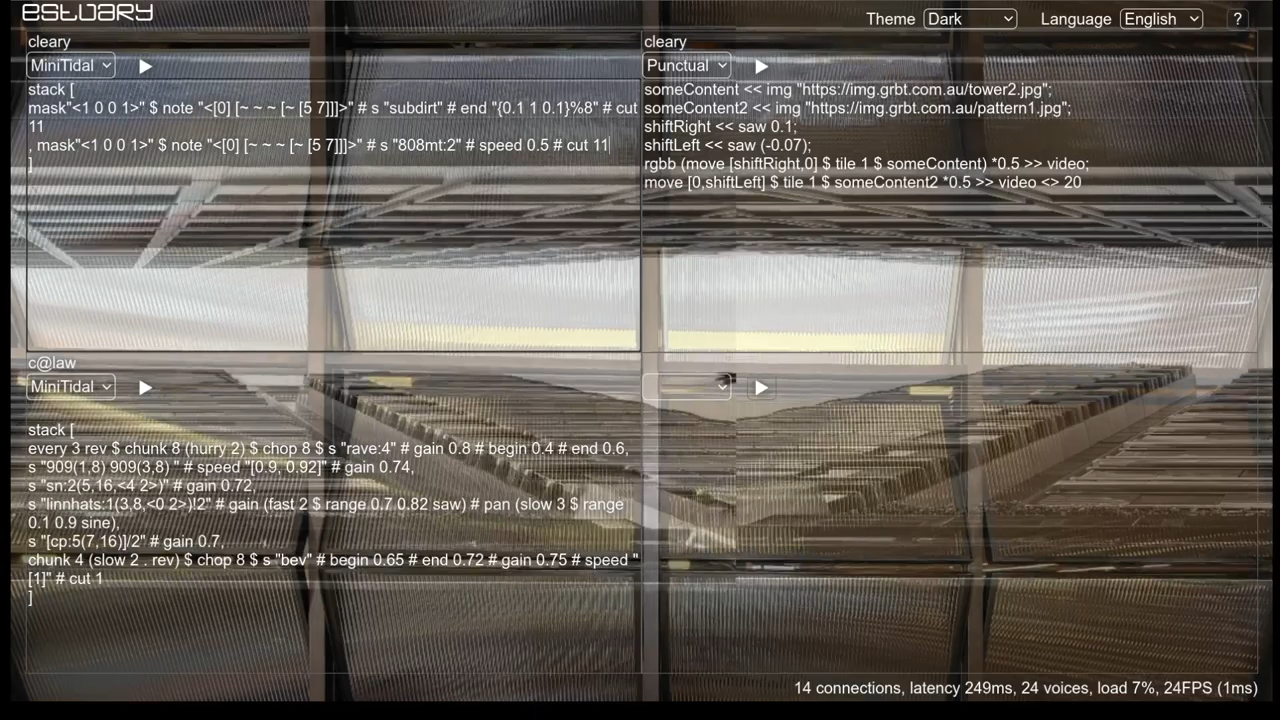 estuary
Theme Dark Language English ?
cleary
MiniTidal
stack [
mask"<1 0 0 1>" $ note "<[0] [~ ~ ~ [~ [5 7]]]>" # s "subdirt" # end "{0.1 1 0.1}%8" # cut
11
, mask"<1 0 0 1>" $ note "<[0] [~ ~ ~ [~ [5 7]]]>" # s "808mt:2" # speed 0.5 # cut 11
]
cleary
Punctual
someContent << img "https://img.grbt.com.au/tower2.jpg";
someContent2 << img "https://img.grbt.com.au/pattern1.jpg";
shiftRight << saw 0.1;
shiftLeft << saw (-0.07);
rgbb (move [shiftRight,0] $ tile 1 $ someContent) *0.5 >> video;
move [0,shiftLeft] $ tile 1 $ someContent2 *0.5 >> video <> 20
c@law
MiniTidal
stack [
every 3 rev $ chunk 8 (hurry 2) $ chop 8 $ s "rave:4" # gain 0.8 # begin 0.4 # end 0.6,
s "909(1,8) 909(3,8) " # speed "[0.9, 0.92]" # gain 0.74,
s "sn:2(5,16,<4 2>)" # gain 0.72,
s "linnhats:1(3,8,<0 2>)!2" # gain (fast 2 $ range 0.7 0.82 saw) # pan (slow 3 $ range
0.1 0.9 sine),
s "[cp:5(7,16)]/2" # gain 0.7,
chunk 4 (slow 2 . rev) $ chop 8 $ s "bev" # begin 0.65 # end 0.72 # gain 0.75 # speed "
[1]" # cut 1
]
14 connections, latency 249ms, 24 voices, load 7%, 24FPS (1ms)